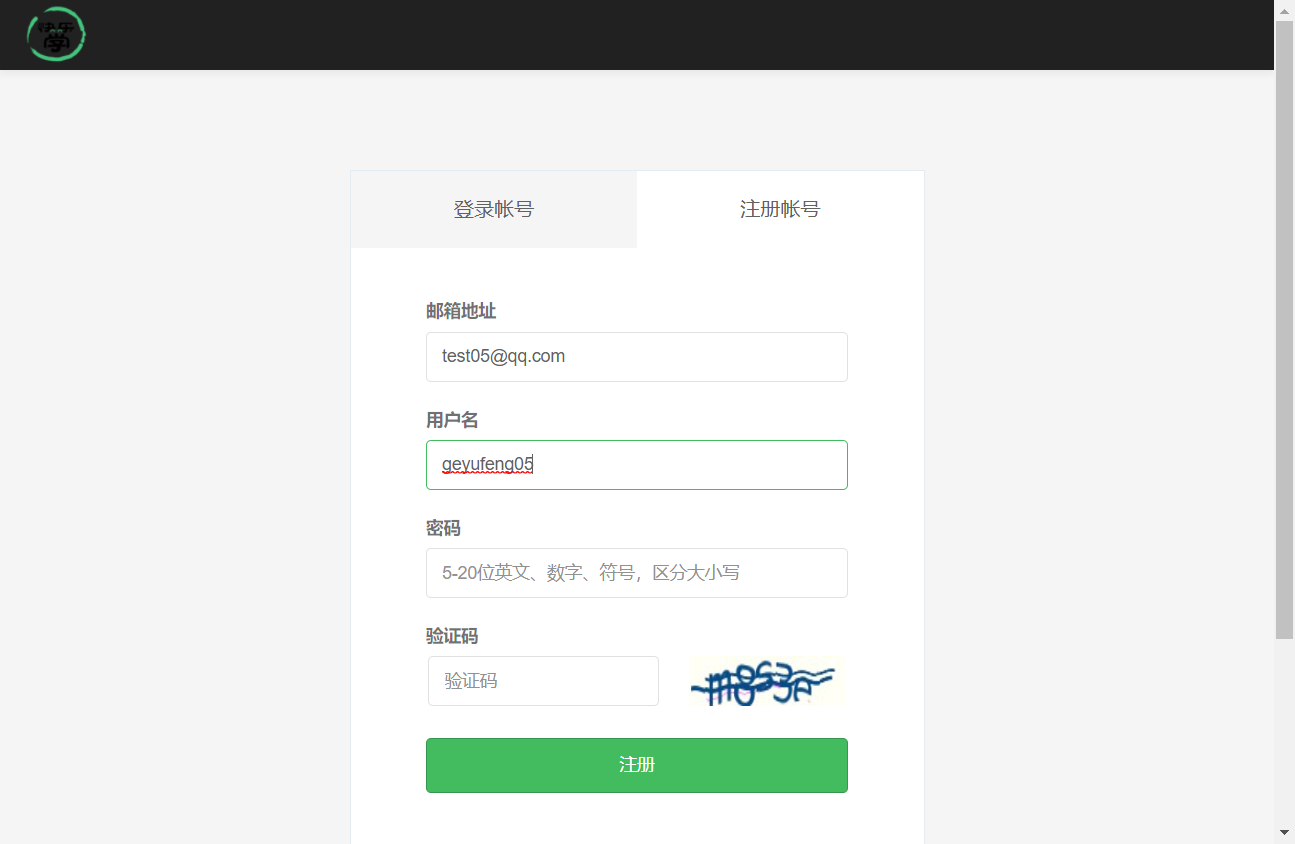 快乐
學
登录帐号
注册帐号
邮箱地址
test05@qq.com
用户名
geyufeng05
密码
5-20位英文、数字、符号，区分大小写
验证码
验证码
注册